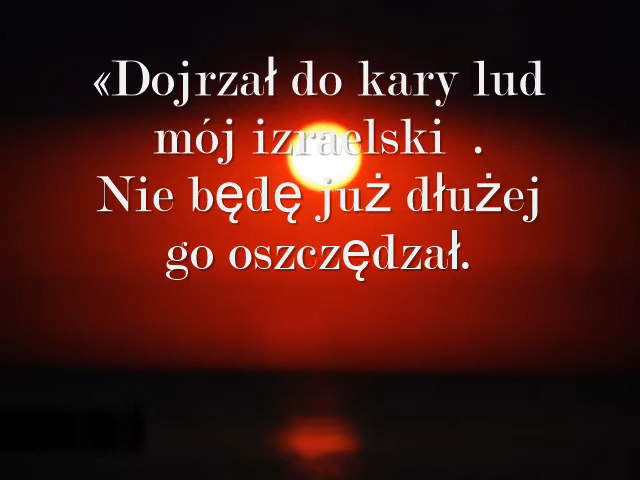 «Dojrzał do kary lud
mój izraelski .
Nie będę już dłużej
go oszczędzał.